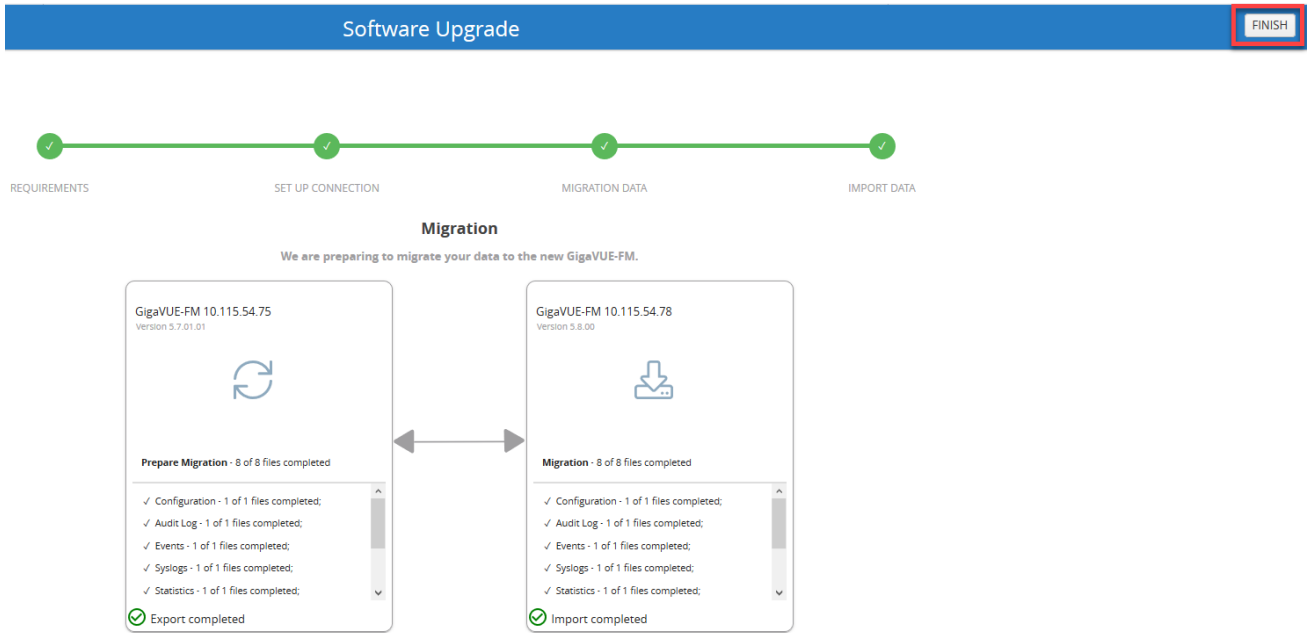 Software Upgrade
FINISH
REQUIREMENTS
SET UP CONNECTION
MIGRATION DATA
IMPORT DATA
Migration
We are preparing to migrate your data to the new GigaVUE-FM.
GigaVUE-FM 10.115.54.75
Version 5.7.01.01
Prepare Migration - 8 of 8 files completed
✓ Configuration - 1 of 1 files completed;
✓ Audit Log - 1 of 1 files completed;
✓ Events - 1 of 1 files completed;
✓ Syslogs - 1 of 1 files completed;
✓ Statistics - 1 of 1 files completed;
Export completed
GigaVUE-FM 10.115.54.78
Version 5.8.00
Migration - 8 of 8 files completed
✓ Configuration - 1 of 1 files completed;
✓ Audit Log - 1 of 1 files completed;
✓ Events - 1 of 1 files completed;
✓ Syslogs - 1 of 1 files completed;
✓ Statistics - 1 of 1 files completed;
Import completed